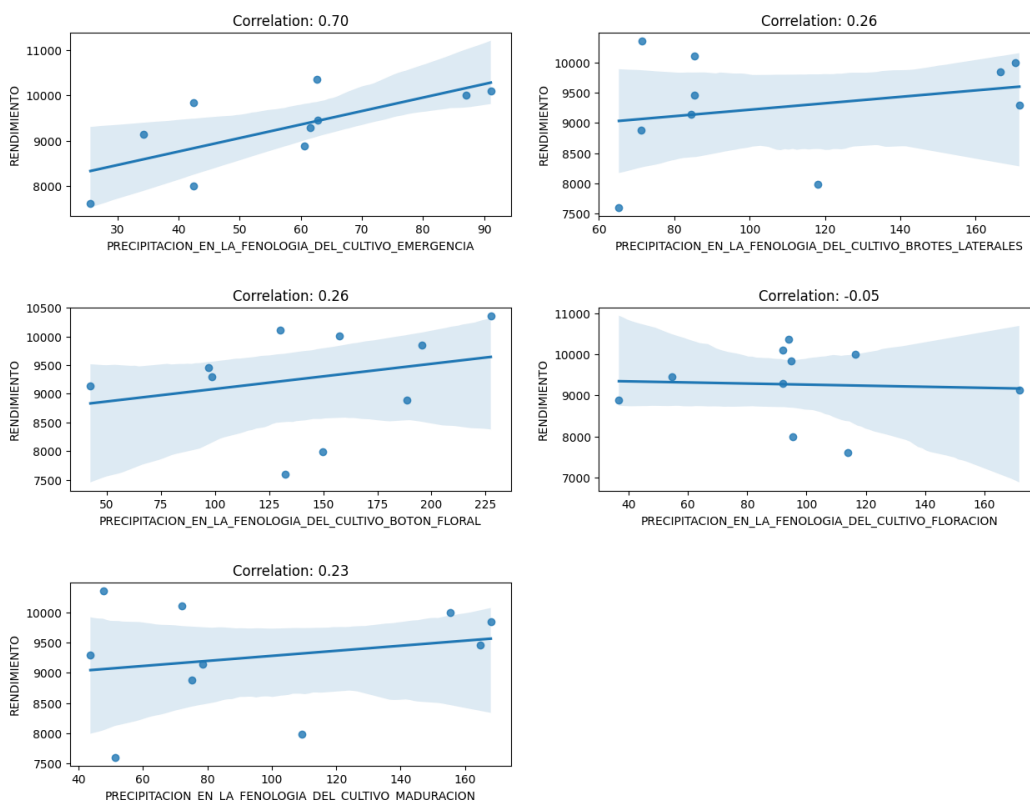 Correlation: 0.70
11000
10000
9000
8000
RENDIMIENTO
30 40 50 60 70 80 90
PRECIPITACION_EN_LA_FENOLOGIA_DEL_CULTIVO_EMERGENCIA
Correlation: 0.26
10000
9500
9000
8500
8000
7500
RENDIMIENTO
60 80 100 120 140 160
PRECIPITACION_EN_LA_FENOLOGIA_DEL_CULTIVO_BROTES_LATERALES
Correlation: 0.26
10500
10000
9500
9000
8500
8000
7500
RENDIMIENTO
50 75 100 125 150 175 200 225
PRECIPITACION_EN_LA_FENOLOGIA_DEL_CULTIVO_BOTON_FLORAL
Correlation: -0.05
11000
10000
9000
8000
7000
RENDIMIENTO
40 60 80 100 120 140 160
PRECIPITACION_EN_LA_FENOLOGIA_DEL_CULTIVO_FLORACION
Correlation: 0.23
10000
9500
9000
8500
8000
7500
RENDIMIENTO
40 60 80 100 120 140 160
PRECIPITACION_EN_LA_FENOLOGIA_DEL_CULTIVO_MADURACION